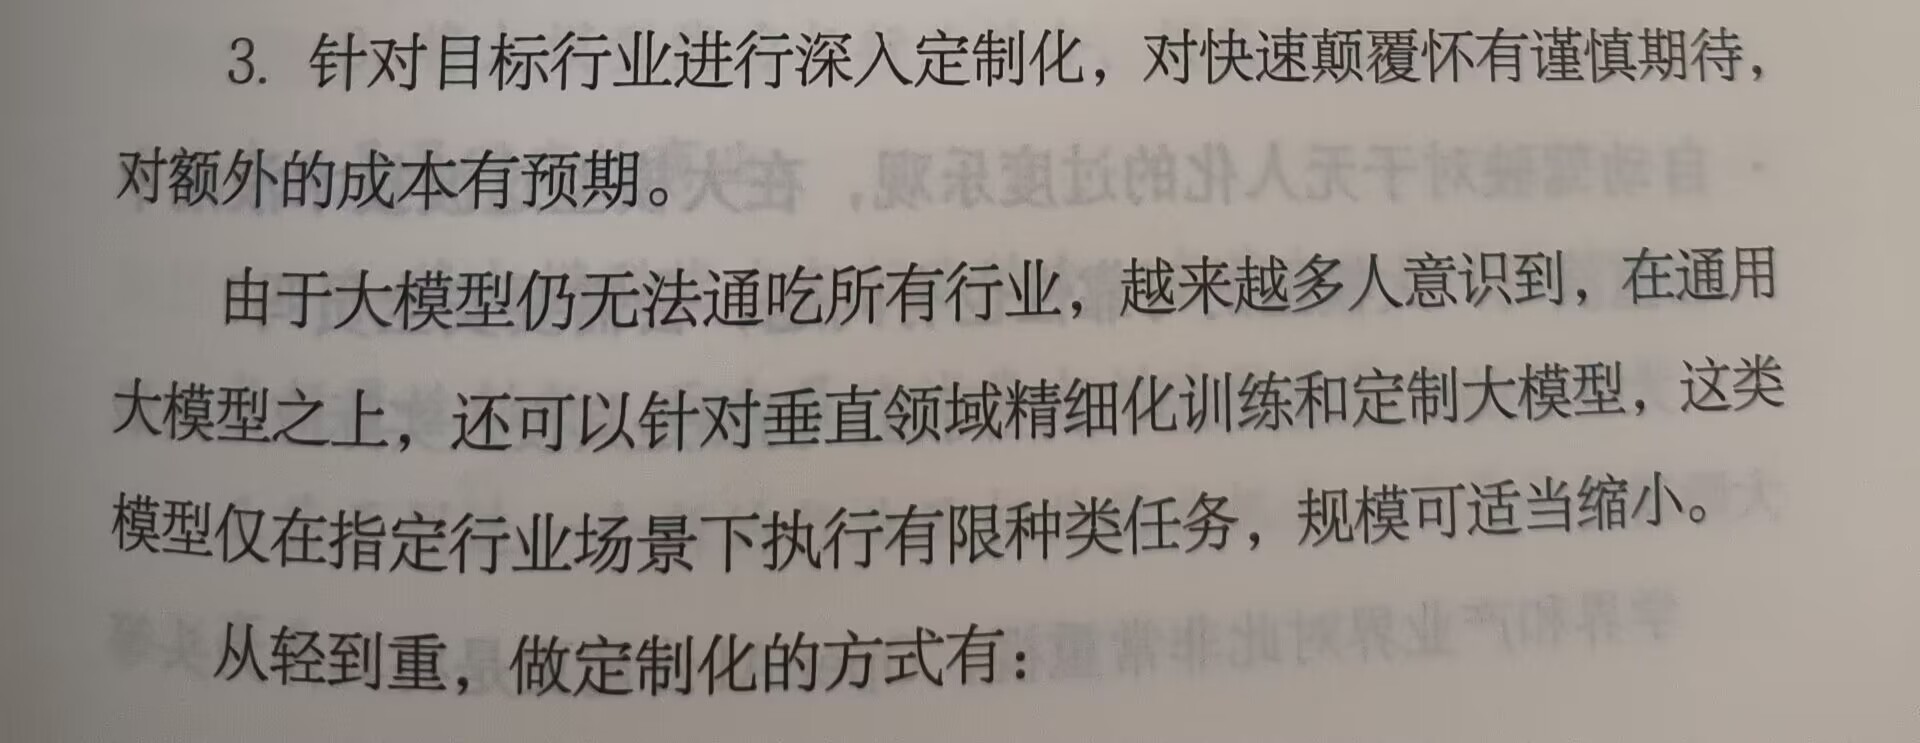 3. 针对目标行业进行深入定制化，对快速颠覆怀有谨慎期待，
对额外的成本有预期。
由于大模型仍无法通吃所有行业，越来越多人意识到，在通用
大模型之上，还可以针对垂直领域精细化训练和定制大模型，这类
模型仅在指定行业场景下执行有限种类任务，规模可适当缩小。
从轻到重，做定制化的方式有：